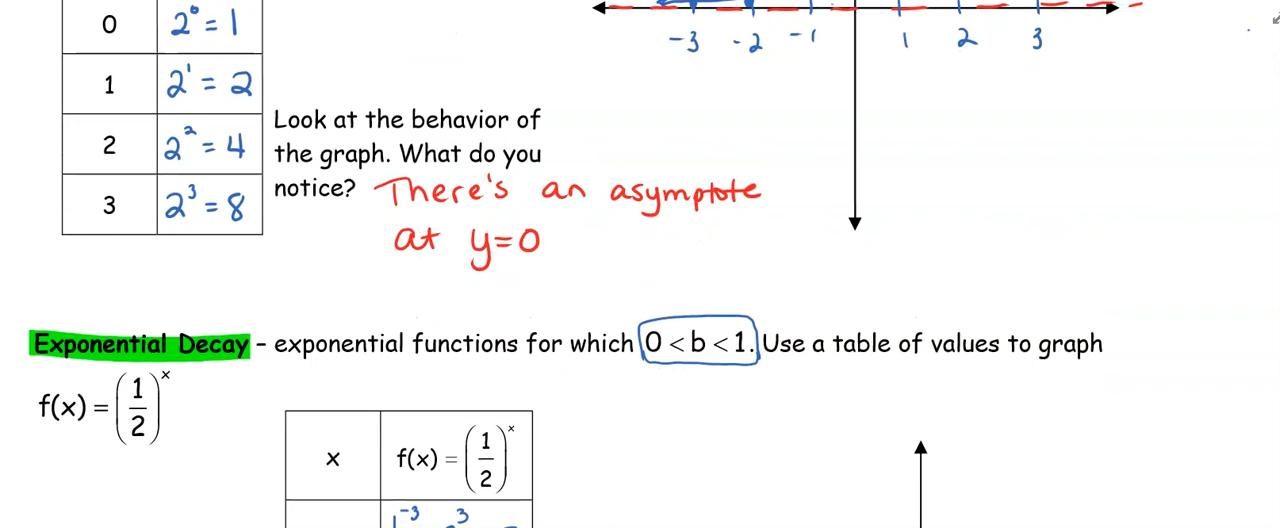 0 2⁰ = 1
-3 -2 -1 1 2 3
1 2¹ = 2
2 2² = 4
3 2³ = 8
Look at the behavior of
the graph. What do you
notice? There's an asymptote
at y=0
Exponential Decay – exponential functions for which 0 < b < 1. Use a table of values to graph
f(x) = (1/2)ˣ
x f(x) = (1/2)ˣ